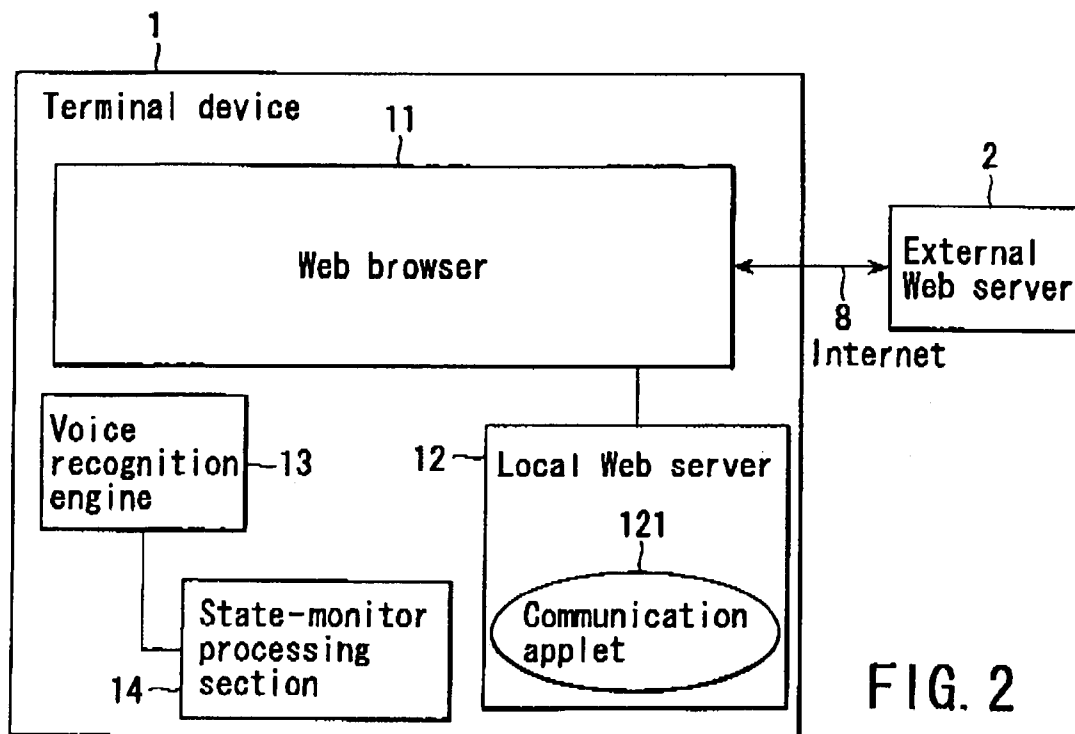 1
Terminal device
11
Web browser
2
External
Web server
8
Internet
Voice
recognition
engine
13
12
Local Web server
121
Communication
applet
State-monitor
processing
section
14
FIG. 2